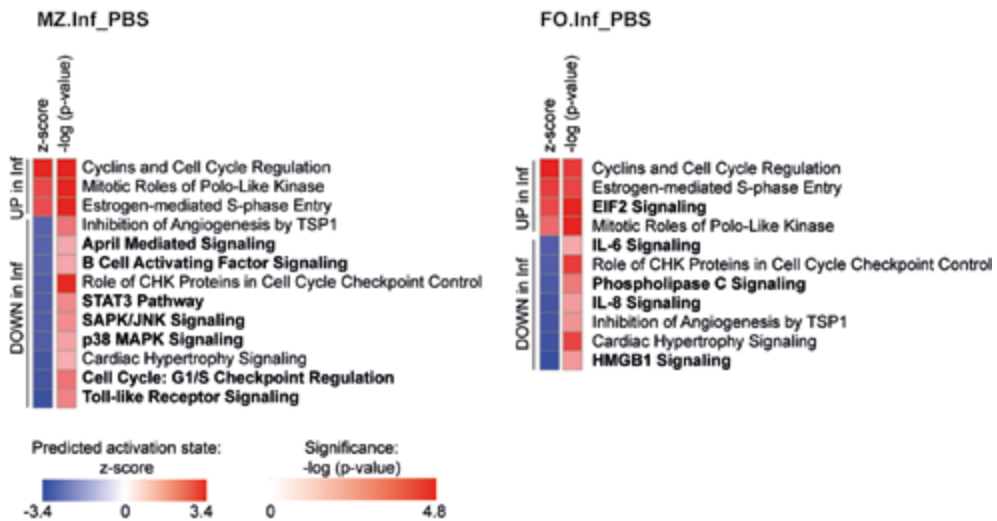 MZ.Inf_PBS
z-score
-log (p-value)
UP in Inf
DOWN in Inf
Cyclins and Cell Cycle Regulation
Mitotic Roles of Polo-Like Kinase
Estrogen-mediated S-phase Entry
Inhibition of Angiogenesis by TSP1
April Mediated Signaling
B Cell Activating Factor Signaling
Role of CHK Proteins in Cell Cycle Checkpoint Control
STAT3 Pathway
SAPK/JNK Signaling
p38 MAPK Signaling
Cardiac Hypertrophy Signaling
Cell Cycle: G1/S Checkpoint Regulation
Toll-like Receptor Signaling
FO.Inf_PBS
z-score
-log (p-value)
UP in Inf
DOWN in Inf
Cyclins and Cell Cycle Regulation
Estrogen-mediated S-phase Entry
EIF2 Signaling
Mitotic Roles of Polo-Like Kinase
IL-6 Signaling
Role of CHK Proteins in Cell Cycle Checkpoint Control
Phospholipase C Signaling
IL-8 Signaling
Inhibition of Angiogenesis by TSP1
Cardiac Hypertrophy Signaling
HMGB1 Signaling
Predicted activation state:
z-score
-3.4 0 3.4
Significance:
-log (p-value)
0 4.8